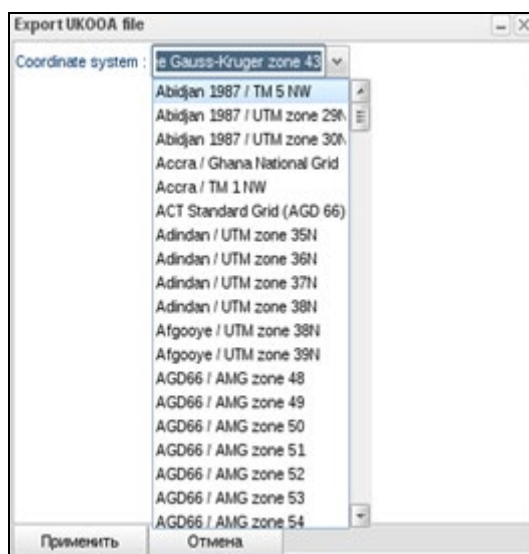 Export UKOOA file
Coordinate system : e Gauss-Kruger zone 43
Abidjan 1987 / TM 5 NW
Abidjan 1987 / UTM zone 29N
Abidjan 1987 / UTM zone 30N
Accra / Ghana National Grid
Accra / TM 1 NW
ACT Standard Grid (AGD 66)
Adindan / UTM zone 35N
Adindan / UTM zone 36N
Adindan / UTM zone 37N
Adindan / UTM zone 38N
Afgooye / UTM zone 38N
Afgooye / UTM zone 39N
AGD66 / AMG zone 48
AGD66 / AMG zone 49
AGD66 / AMG zone 50
AGD66 / AMG zone 51
AGD66 / AMG zone 52
AGD66 / AMG zone 53
AGD66 / AMG zone 54
Применить Отмена